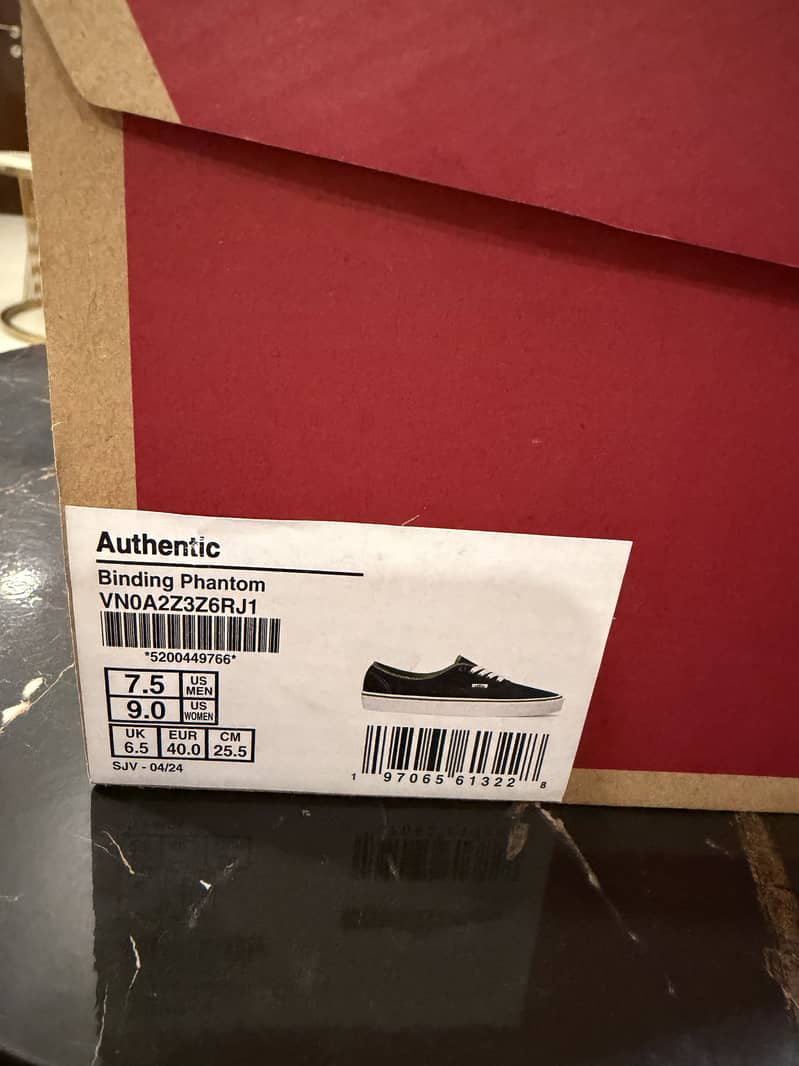 Authentic
Binding Phantom
VN0A2Z3Z6RJ1
*5200449766*
7.5 US MEN
9.0 US WOMEN
UK EUR CM
6.5 40.0 25.5
SJV - 04/24
1 97065 61322 8